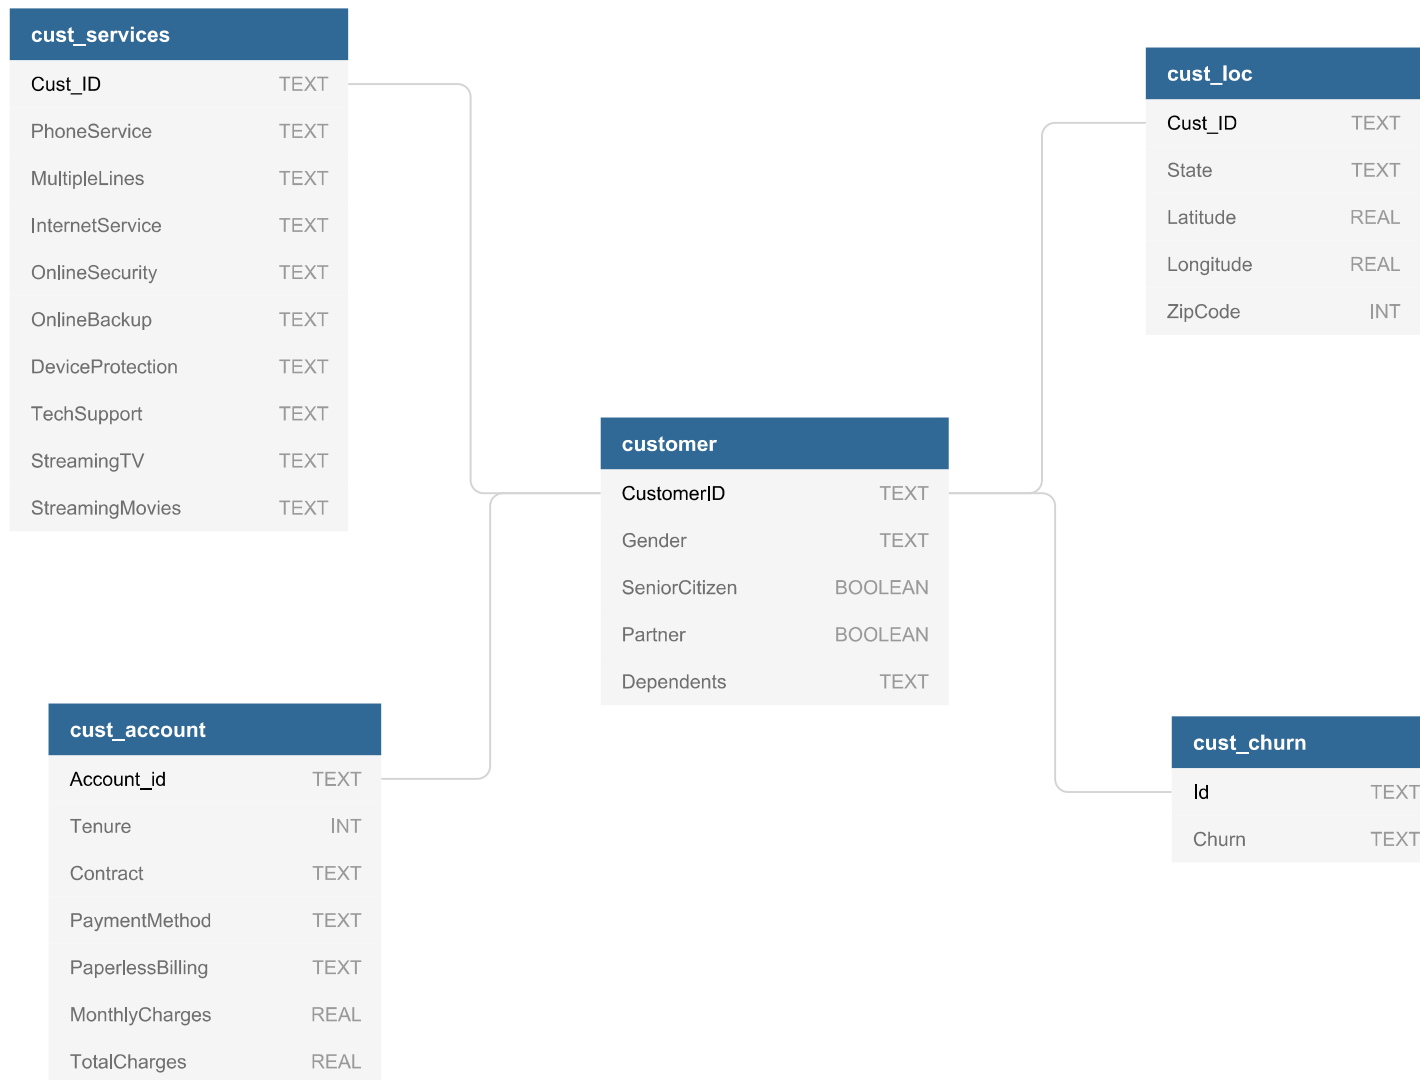 cust_services
Cust_ID TEXT
PhoneService TEXT
MultipleLines TEXT
InternetService TEXT
OnlineSecurity TEXT
OnlineBackup TEXT
DeviceProtection TEXT
TechSupport TEXT
StreamingTV TEXT
StreamingMovies TEXT
cust_loc
Cust_ID TEXT
State TEXT
Latitude REAL
Longitude REAL
ZipCode INT
customer
CustomerID TEXT
Gender TEXT
SeniorCitizen BOOLEAN
Partner BOOLEAN
Dependents TEXT
cust_account
Account_id TEXT
Tenure INT
Contract TEXT
PaymentMethod TEXT
PaperlessBilling TEXT
MonthlyCharges REAL
TotalCharges REAL
cust_churn
Id TEXT
Churn TEXT